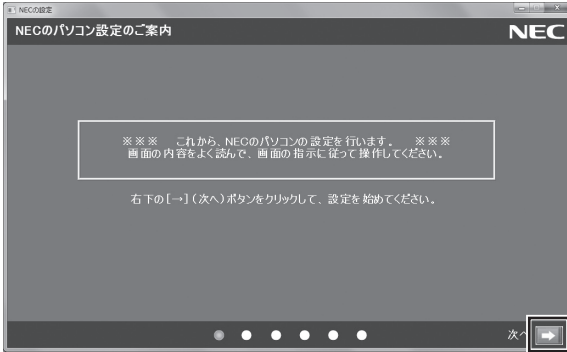 NECの設定
NECのパソコン設定のご案内
NEC
※※※ これから、NECのパソコンの設定を行います。 ※※※
画面の内容をよく読んで、画面の指示に従って操作してください。
右下の[→](次へ)ボタンをクリックして、設定を始めてください。
次へ